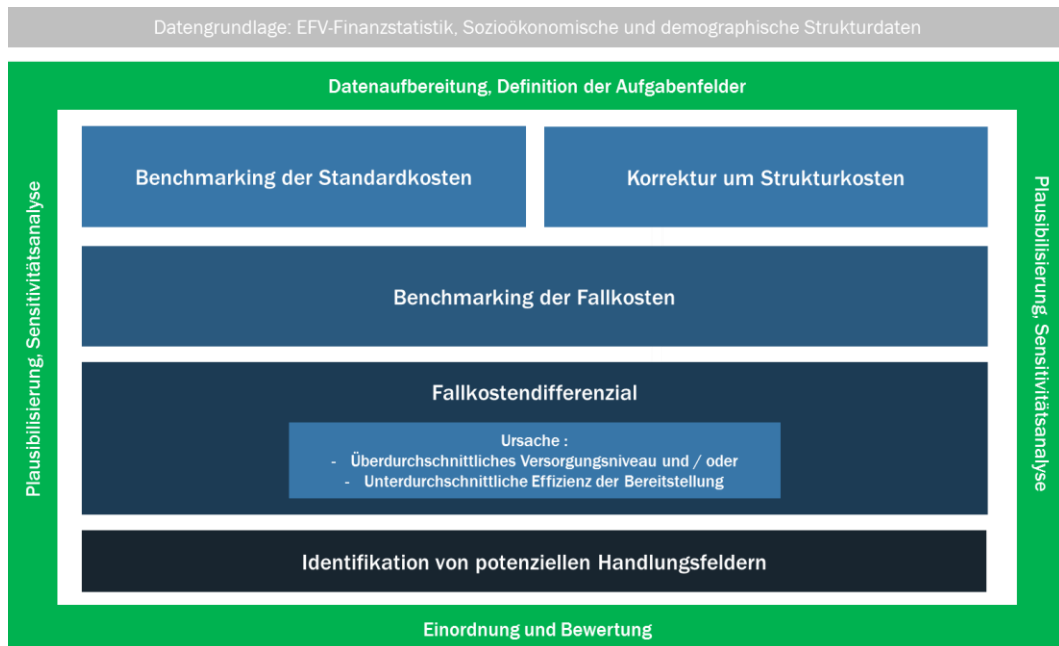 Datengrundlage: EFV-Finanzstatistik, Sozioökonomische und demographische Strukturdaten
Datenaufbereitung, Definition der Aufgabenfelder
Plausibilisierung, Sensitivitätsanalyse
Benchmarking der Standardkosten
Korrektur um Strukturkosten
Benchmarking der Fallkosten
Fallkostendifferenzial
Ursache :
- Überdurchschnittliches Versorgungsniveau und / oder
- Unterdurchschnittliche Effizienz der Bereitstellung
Identifikation von potenziellen Handlungsfeldern
Plausibilisierung, Sensitivitätsanalyse
Einordnung und Bewertung